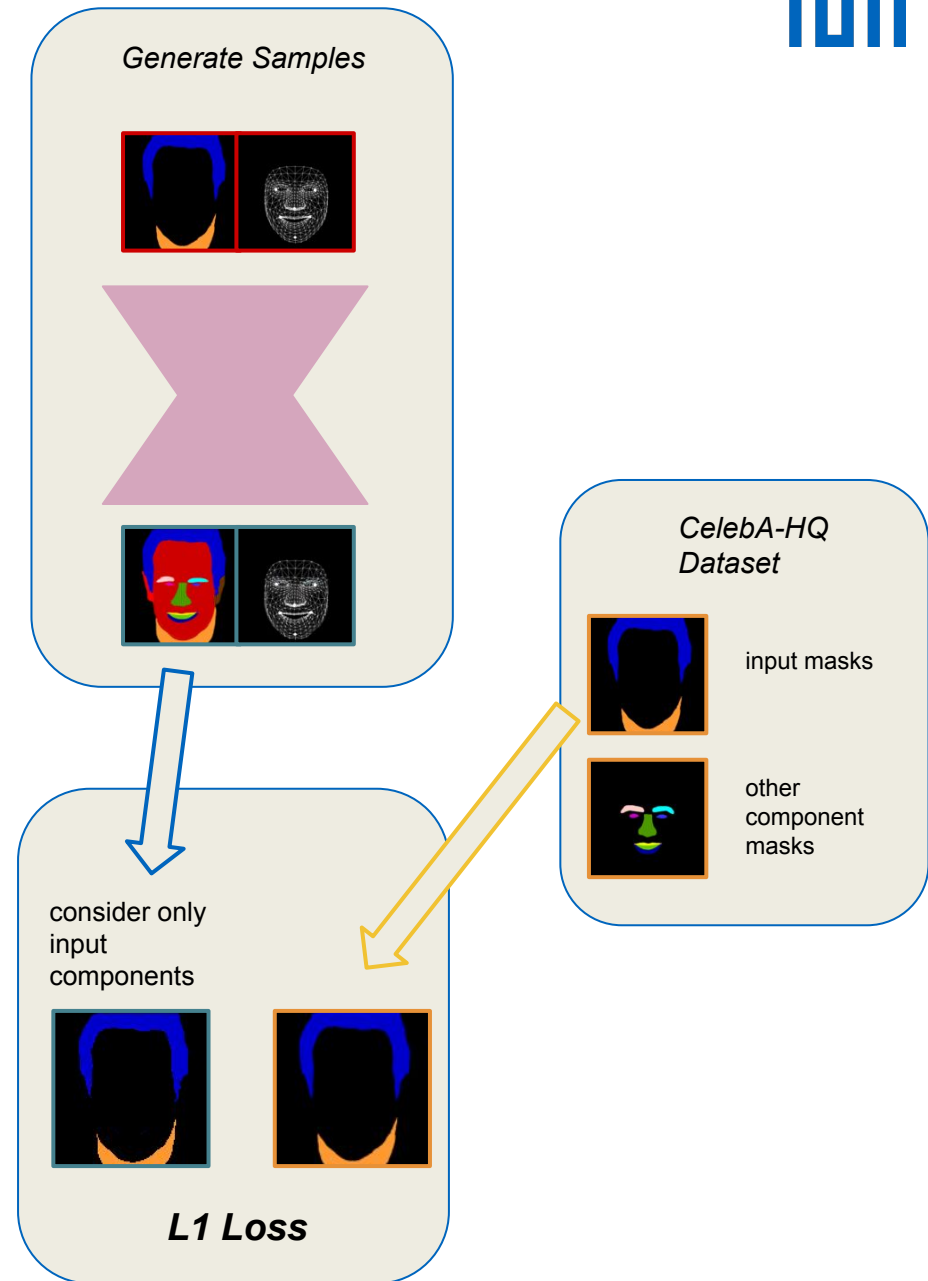 Generate Samples
CelebA-HQ
Dataset
input masks
other
component
masks
consider only
input
components
L1 Loss